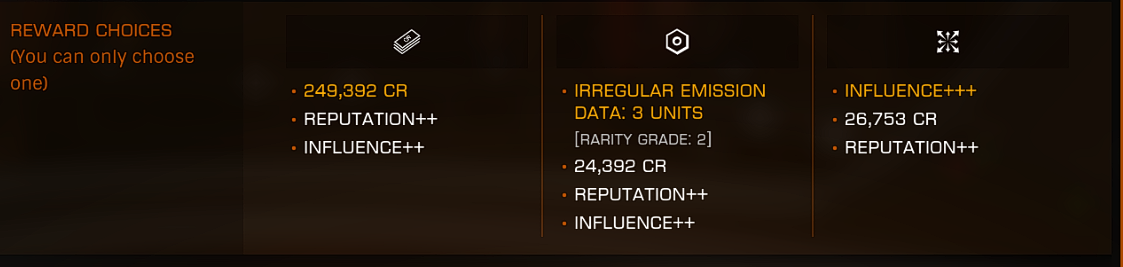 REWARD CHOICES
(You can only choose
one)
249,392 CR
REPUTATION++
INFLUENCE++
IRREGULAR EMISSION
DATA: 3 UNITS
[RARITY GRADE: 2]
24,392 CR
REPUTATION++
INFLUENCE++
INFLUENCE+++
26,753 CR
REPUTATION++